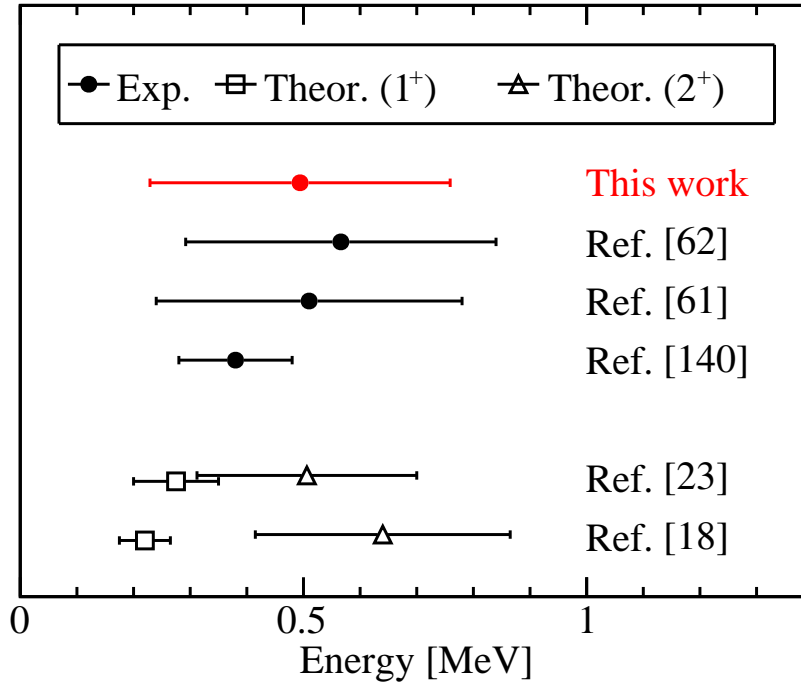 Exp. Theor. (1⁺) Theor. (2⁺)
This work
Ref. [62]
Ref. [61]
Ref. [140]
Ref. [23]
Ref. [18]
0 0.5 1
Energy [MeV]